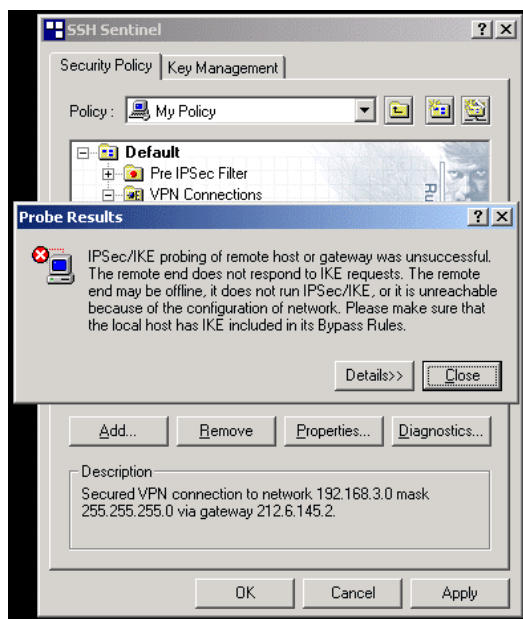 SSH Sentinel
Security Policy
Key Management
Policy :
My Policy
Default
Pre IPSec Filter
VPN Connections
Ru
Probe Results
IPSec/IKE probing of remote host or gateway was unsuccessful.
The remote end does not respond to IKE requests. The remote
end may be offline, it does not run IPSec/IKE, or it is unreachable
because of the configuration of network. Please make sure that
the local host has IKE included in its Bypass Rules.
Details>>
Close
Add...
Remove
Properties...
Diagnostics...
Description
Secured VPN connection to network 192.168.3.0 mask
255.255.255.0 via gateway 212.6.145.2.
OK
Cancel
Apply